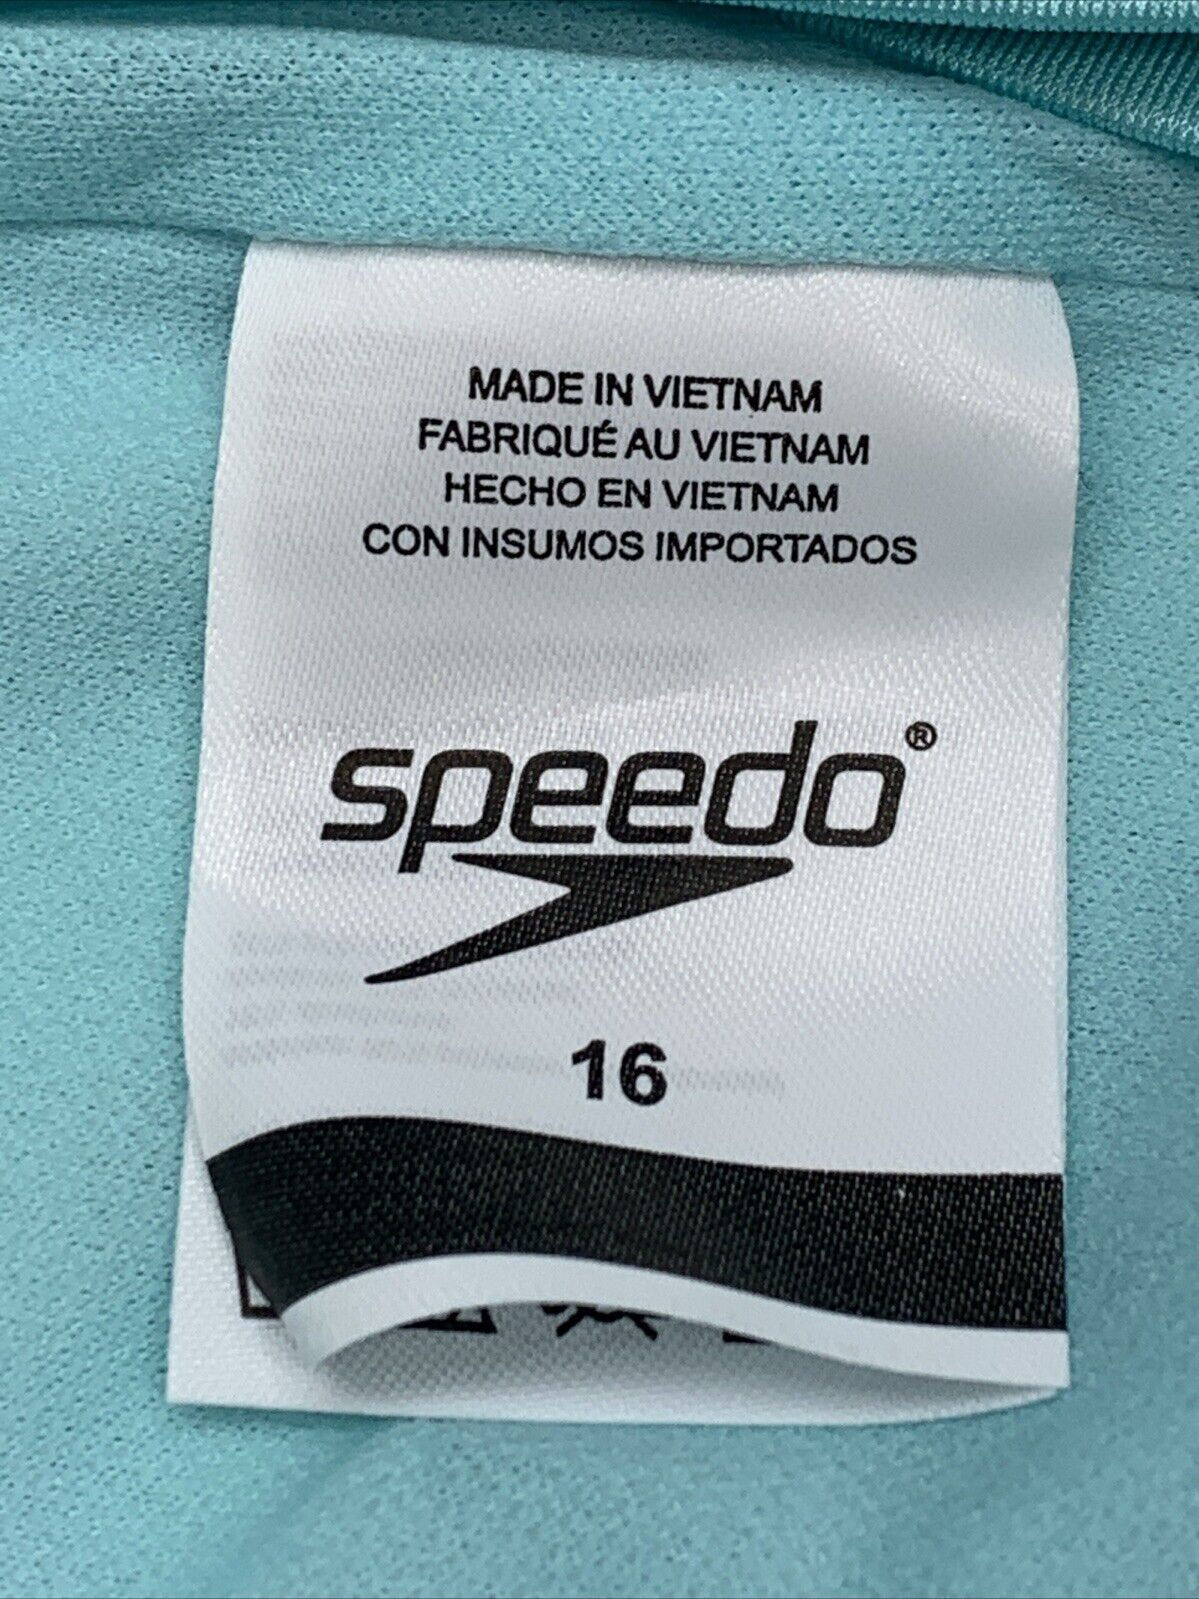 MADE IN VIETNAM
FABRIQUÉ AU VIETNAM
HECHO EN VIETNAM
CON INSUMOS IMPORTADOS
speedo®
16